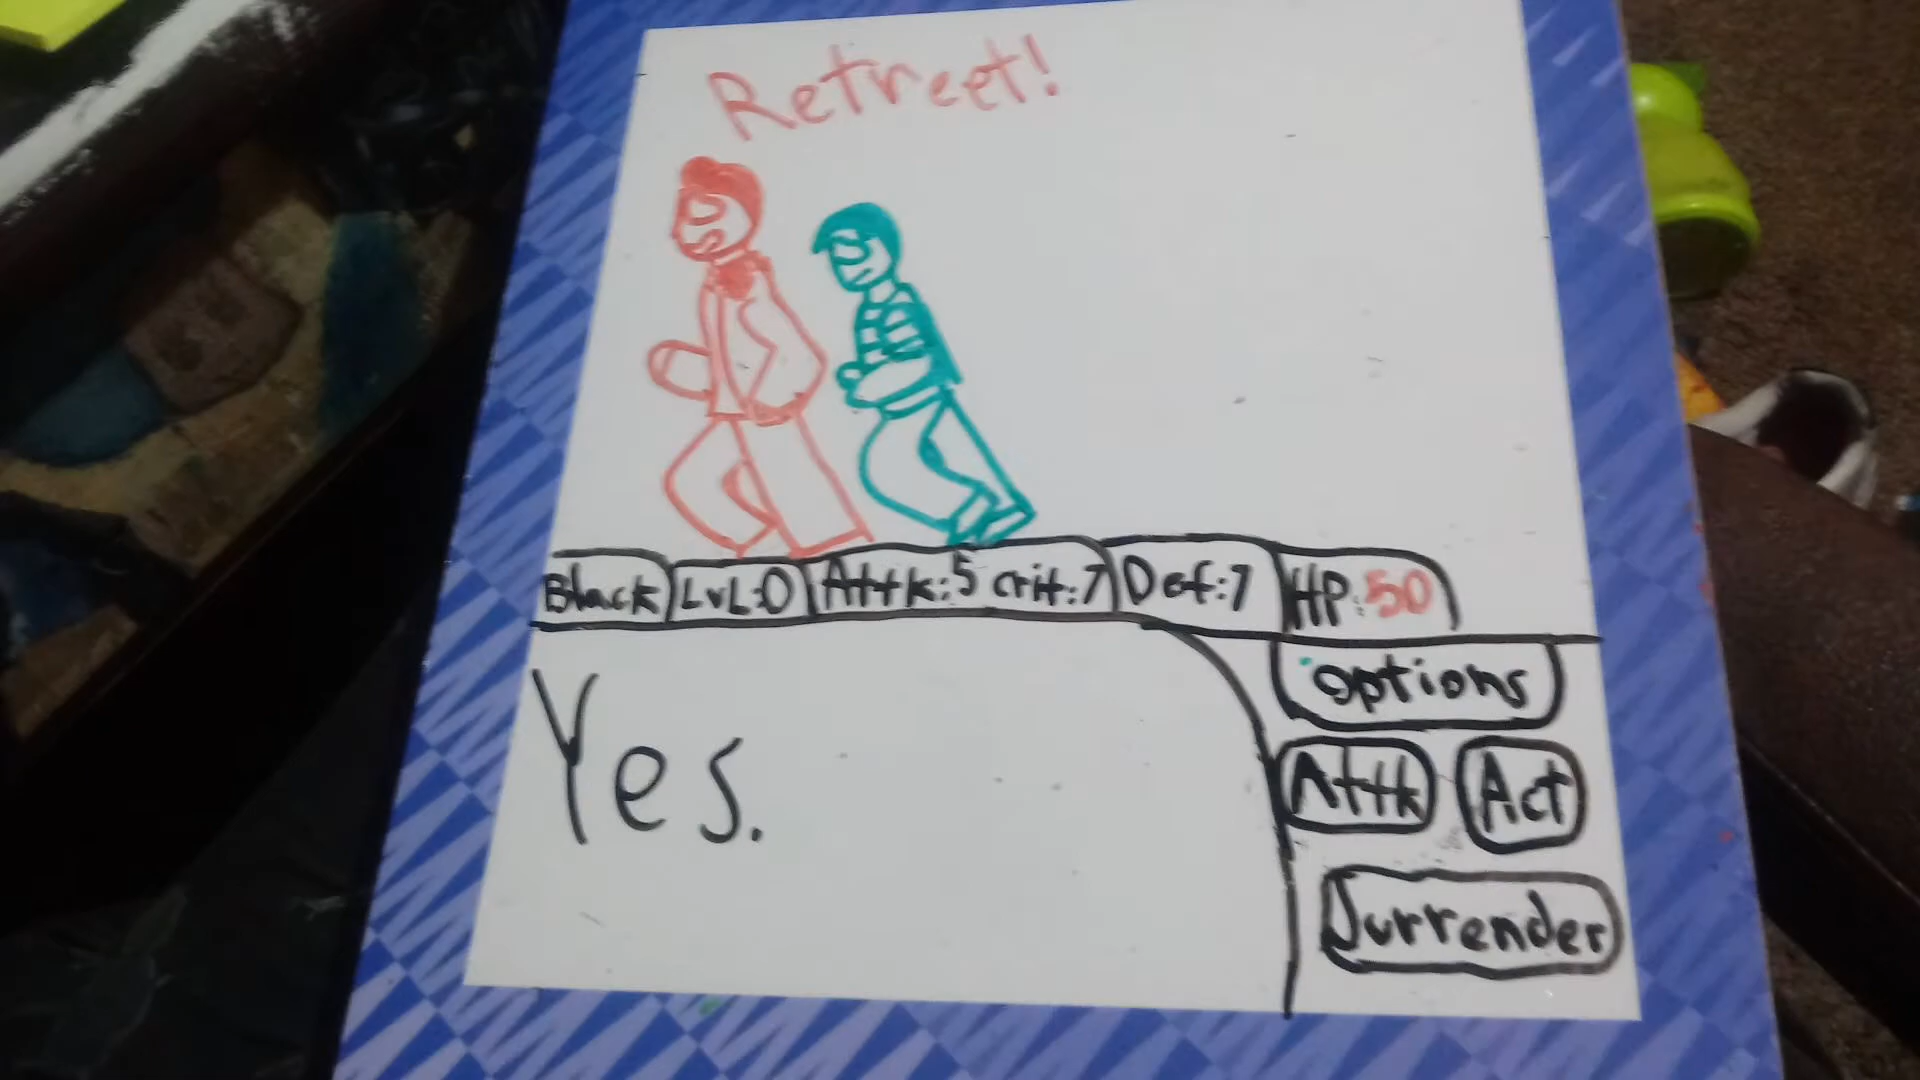 Retreet!
Black LvL:0 Attk:5 crit:7 Def:7 HP:50
Yes.
options
Attk Act
Surrender